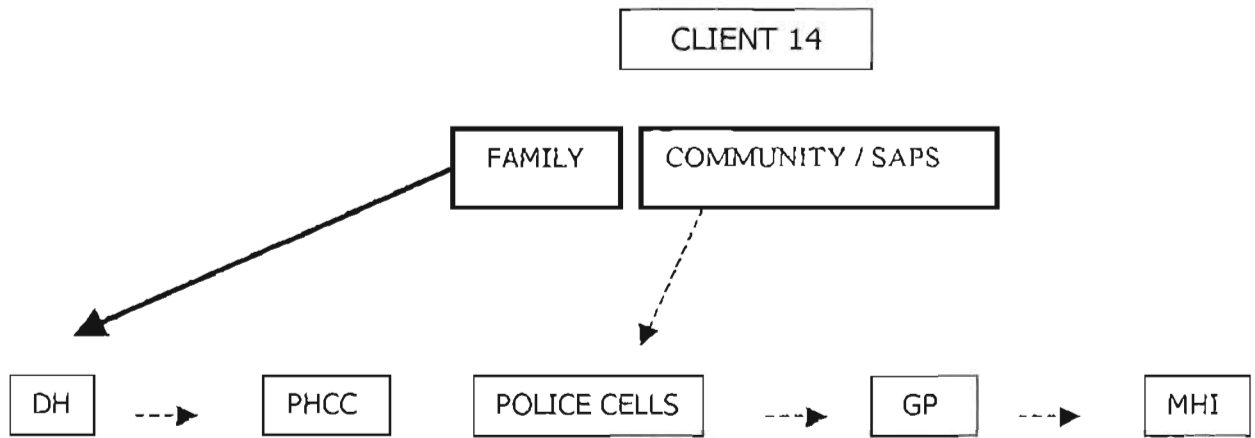 CLIENT 14
FAMILY
COMMUNITY / SAPS
DH
PHCC
POLICE CELLS
GP
MHI